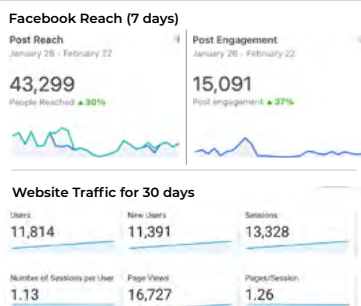 Facebook Reach (7 days)
Post Reach
January 26 - February 22
43,299
People Reached ▲ 30%
Post Engagement
January 26 - February 22
15,091
Post engagement ▲ 37%
Website Traffic for 30 days
Users
11,814
New Users
11,391
Sessions
13,328
Number of Sessions per User
1.13
Page Views
16,727
Pages/Session
1.26